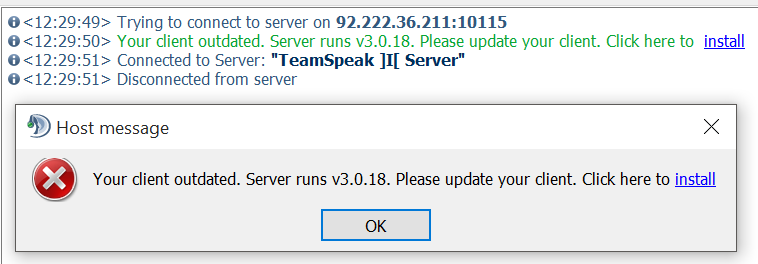 <12:29:49> Trying to connect to server on 92.222.36.211:10115
<12:29:50> Your client outdated. Server runs v3.0.18. Please update your client. Click here to install
<12:29:51> Connected to Server: "TeamSpeak ]I[ Server"
<12:29:51> Disconnected from server
Host message
Your client outdated. Server runs v3.0.18. Please update your client. Click here to install
OK